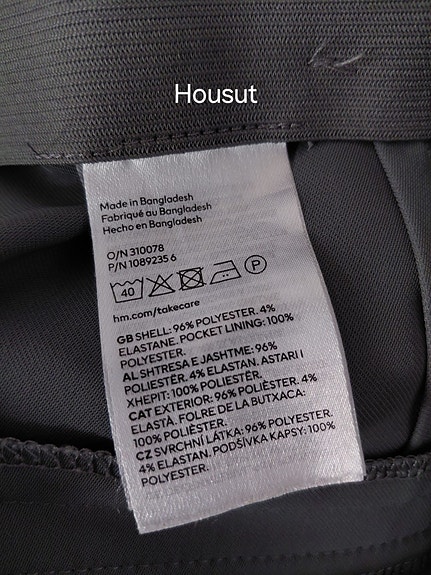 Housut
Made in Bangladesh
Fabriqué au Bangladesh
Hecho en Bangladesh
O/N 310078
P/N 1089235 6
40 P
hm.com/takecare
GB SHELL: 96% POLYESTER. 4%
ELASTANE. POCKET LINING: 100%
POLYESTER.
AL SHTRESA E JASHTME: 96%
POLIESTËR. 4% ELASTAN. ASTARI I
XHEPIT: 100% POLIESTËR.
CAT EXTERIOR: 96% POLIÈSTER. 4%
ELASTÀ. FOLRE DE LA BUTXACA:
100% POLIÈSTER.
CZ SVRCHNÍ LÁTKA: 96% POLYESTER.
4% ELASTAN. PODŠÍVKA KAPSY: 100%
POLYESTER.